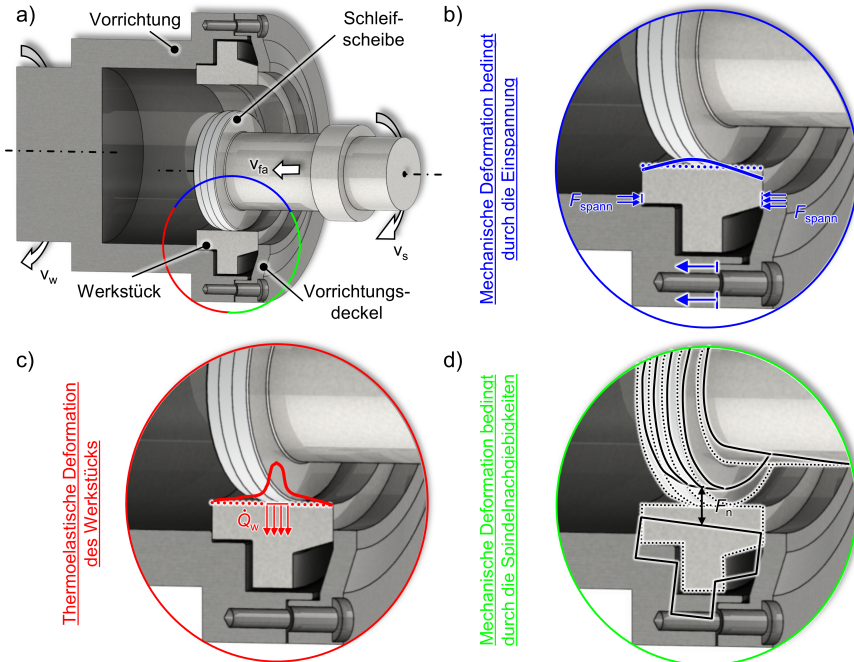 a)
Vorrichtung
Schleif-
scheibe
v_fa
v_w
v_s
Werkstück
Vorrichtungs-
deckel
b)
Mechanische Deformation bedingt
durch die Einspannung
F_spann
F_spann
c)
Thermoelastische Deformation
des Werkstücks
Q̇_w
d)
Mechanische Deformation bedingt
durch die Spindelnachgiebigkeiten
F_n